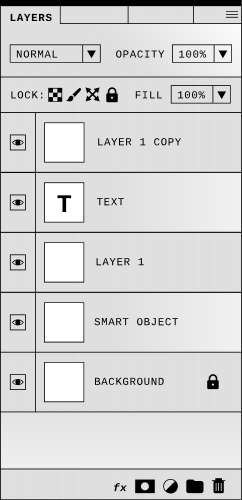 LAYERS
NORMAL OPACITY 100%
LOCK: FILL 100%
LAYER 1 COPY
T TEXT
LAYER 1
SMART OBJECT
BACKGROUND
fx